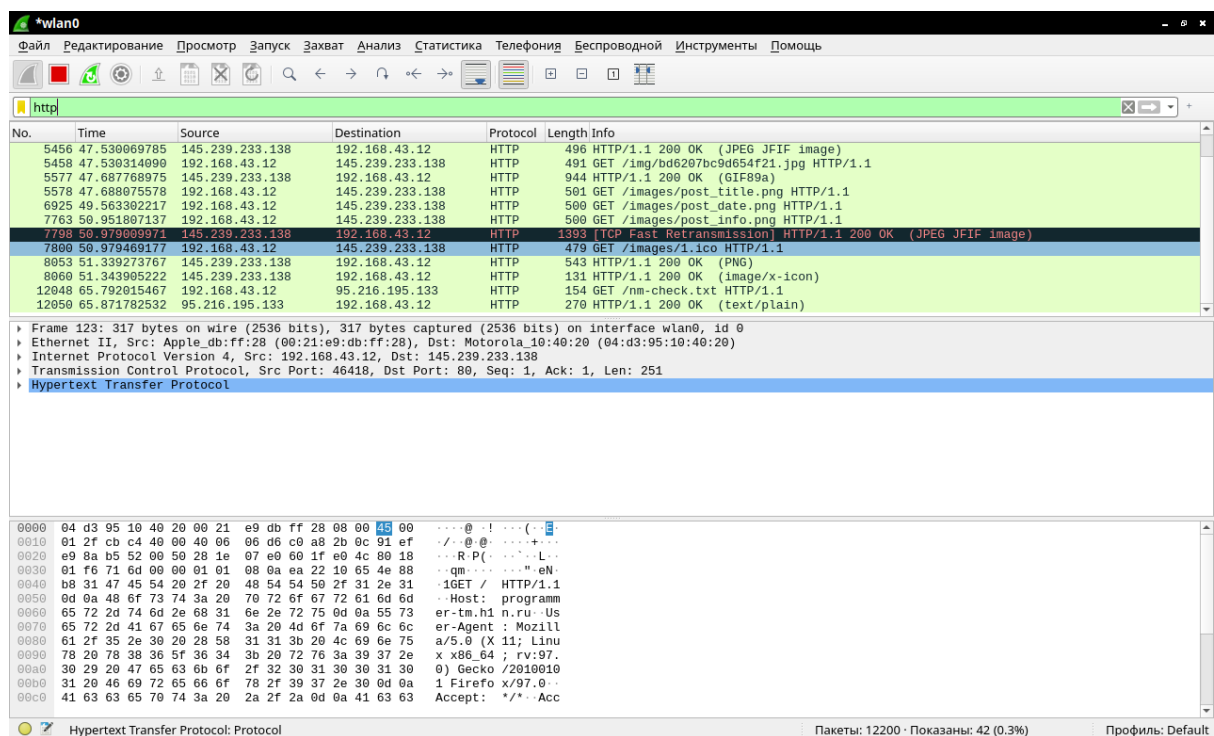 *wlan0
Файл Редактирование Просмотр Запуск Захват Анализ Статистика Телефония Беспроводной Инструменты Помощь
http
No. Time Source Destination Protocol Length Info
5456 47.530069785 145.239.233.138 192.168.43.12 HTTP 496 HTTP/1.1 200 OK (JPEG JFIF image)
5458 47.530314090 192.168.43.12 145.239.233.138 HTTP 491 GET /img/bd6207bc9d654f21.jpg HTTP/1.1
5577 47.687768975 145.239.233.138 192.168.43.12 HTTP 944 HTTP/1.1 200 OK (GIF89a)
5578 47.688075578 192.168.43.12 145.239.233.138 HTTP 501 GET /images/post_title.png HTTP/1.1
6925 49.563302217 192.168.43.12 145.239.233.138 HTTP 500 GET /images/post_date.png HTTP/1.1
7763 50.951807137 192.168.43.12 145.239.233.138 HTTP 500 GET /images/post_info.png HTTP/1.1
7798 50.979009971 145.239.233.138 192.168.43.12 HTTP 1393 [TCP Fast Retransmission] HTTP/1.1 200 OK (JPEG JFIF image)
7800 50.979469177 192.168.43.12 145.239.233.138 HTTP 479 GET /images/1.ico HTTP/1.1
8053 51.339273767 145.239.233.138 192.168.43.12 HTTP 543 HTTP/1.1 200 OK (PNG)
8060 51.343905222 145.239.233.138 192.168.43.12 HTTP 131 HTTP/1.1 200 OK (image/x-icon)
12048 65.792015467 192.168.43.12 95.216.195.133 HTTP 154 GET /nm-check.txt HTTP/1.1
12050 65.871782532 95.216.195.133 192.168.43.12 HTTP 270 HTTP/1.1 200 OK (text/plain)
Frame 123: 317 bytes on wire (2536 bits), 317 bytes captured (2536 bits) on interface wlan0, id 0
Ethernet II, Src: Apple_db:ff:28 (00:21:e9:db:ff:28), Dst: Motorola_10:40:20 (04:d3:95:10:40:20)
Internet Protocol Version 4, Src: 192.168.43.12, Dst: 145.239.233.138
Transmission Control Protocol, Src Port: 46418, Dst Port: 80, Seq: 1, Ack: 1, Len: 251
Hypertext Transfer Protocol
0000 04 d3 95 10 40 20 00 21 e9 db ff 28 08 00 45 00 ····@ ·! ···(··E·
0010 01 2f cb c4 40 00 40 06 06 d6 c0 a8 2b 0c 91 ef ·/··@·@· ····+···
0020 e9 8a b5 52 00 50 28 1e 07 e0 60 1f e0 4c 80 18 ···R·P(· ··`··L··
0030 01 f6 71 6d 00 00 01 01 08 0a ea 22 10 65 4e 88 ··qm···· ···"·eN·
0040 b8 31 47 45 54 20 2f 20 48 54 54 50 2f 31 2e 31 ·1GET / HTTP/1.1
0050 0d 0a 48 6f 73 74 3a 20 70 72 6f 67 72 61 6d 6d ··Host: programm
0060 65 72 2d 74 6d 2e 68 31 6e 2e 72 75 0d 0a 55 73 er-tm.h1 n.ru··Us
0070 65 72 2d 41 67 65 6e 74 3a 20 4d 6f 7a 69 6c 6c er-Agent : Mozill
0080 61 2f 35 2e 30 20 28 58 31 31 3b 20 4c 69 6e 75 a/5.0 (X 11; Linu
0090 78 20 78 38 36 5f 36 34 3b 20 72 76 3a 39 37 2e x x86_64 ; rv:97.
00a0 30 29 20 47 65 63 6b 6f 2f 32 30 31 30 30 31 30 0) Gecko /2010010
00b0 31 20 46 69 72 65 66 6f 78 2f 39 37 2e 30 0d 0a 1 Firefo x/97.0··
00c0 41 63 63 65 70 74 3a 20 2a 2f 2a 0d 0a 41 63 63 Accept: */*··Acc
Hypertext Transfer Protocol: Protocol Пакеты: 12200 · Показаны: 42 (0.3%) Профиль: Default